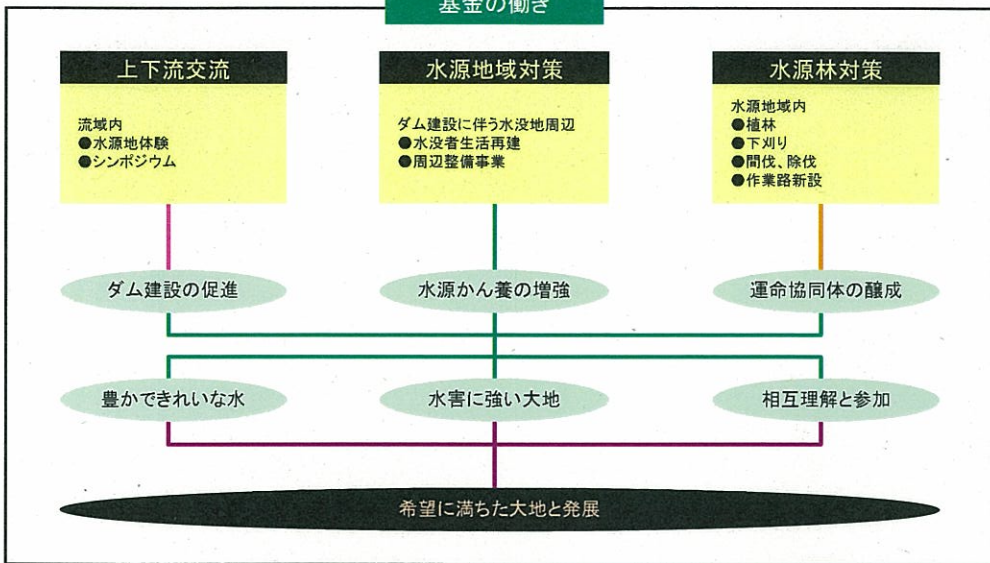 基金の働き
上下流交流
流域内
●水源地体験
●シンポジウム
水源地域対策
ダム建設に伴う水没地周辺
●水没者生活再建
●周辺整備事業
水源林対策
水源地域内
●植林
●下刈り
●間伐、除伐
●作業路新設
ダム建設の促進
水源かん養の増強
運命協同体の醸成
豊かできれいな水
水害に強い大地
相互理解と参加
希望に満ちた大地と発展